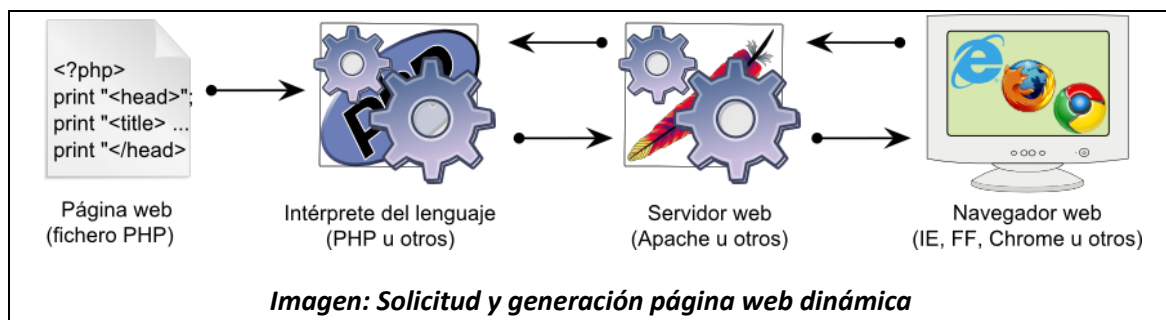 <?php>
print "<head>";
print "<title> ...
print "</head>
Página web
(fichero PHP)
Intérprete del lenguaje
(PHP u otros)
Servidor web
(Apache u otros)
Navegador web
(IE, FF, Chrome u otros)
Imagen: Solicitud y generación página web dinámica